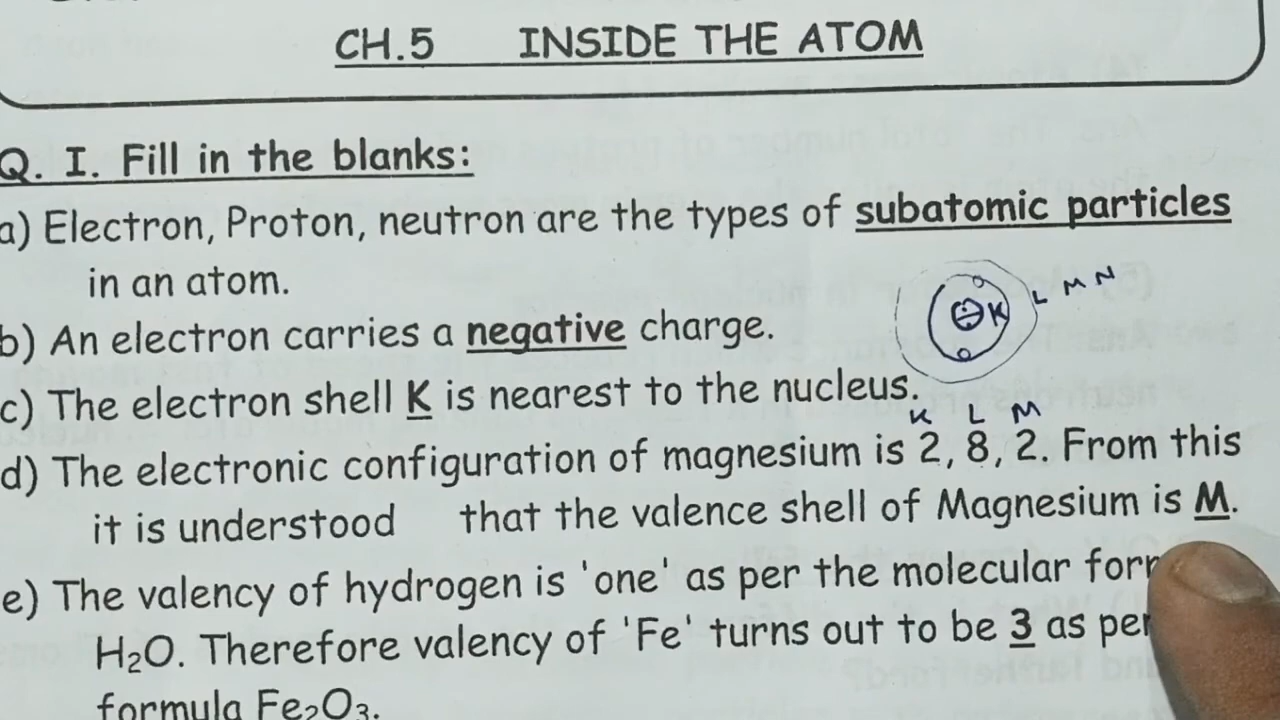 CH.5 INSIDE THE ATOM
Q. I. Fill in the blanks:
a) Electron, Proton, neutron are the types of subatomic particles
in an atom.
K L M N
b) An electron carries a negative charge.
c) The electron shell K is nearest to the nucleus.
K L M
d) The electronic configuration of magnesium is 2, 8, 2. From this
it is understood that the valence shell of Magnesium is M.
e) The valency of hydrogen is 'one' as per the molecular
H₂O. Therefore valency of 'Fe' turns out to be 3 as per
formula Fe₂O₃.